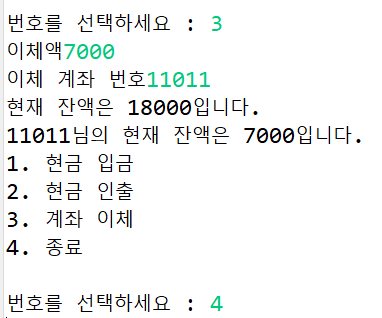 번호를 선택하세요 : 3
이체액7000
이체 계좌 번호11011
현재 잔액은 18000입니다.
11011님의 현재 잔액은 7000입니다.
1. 현금 입금
2. 현금 인출
3. 계좌 이체
4. 종료
번호를 선택하세요 : 4